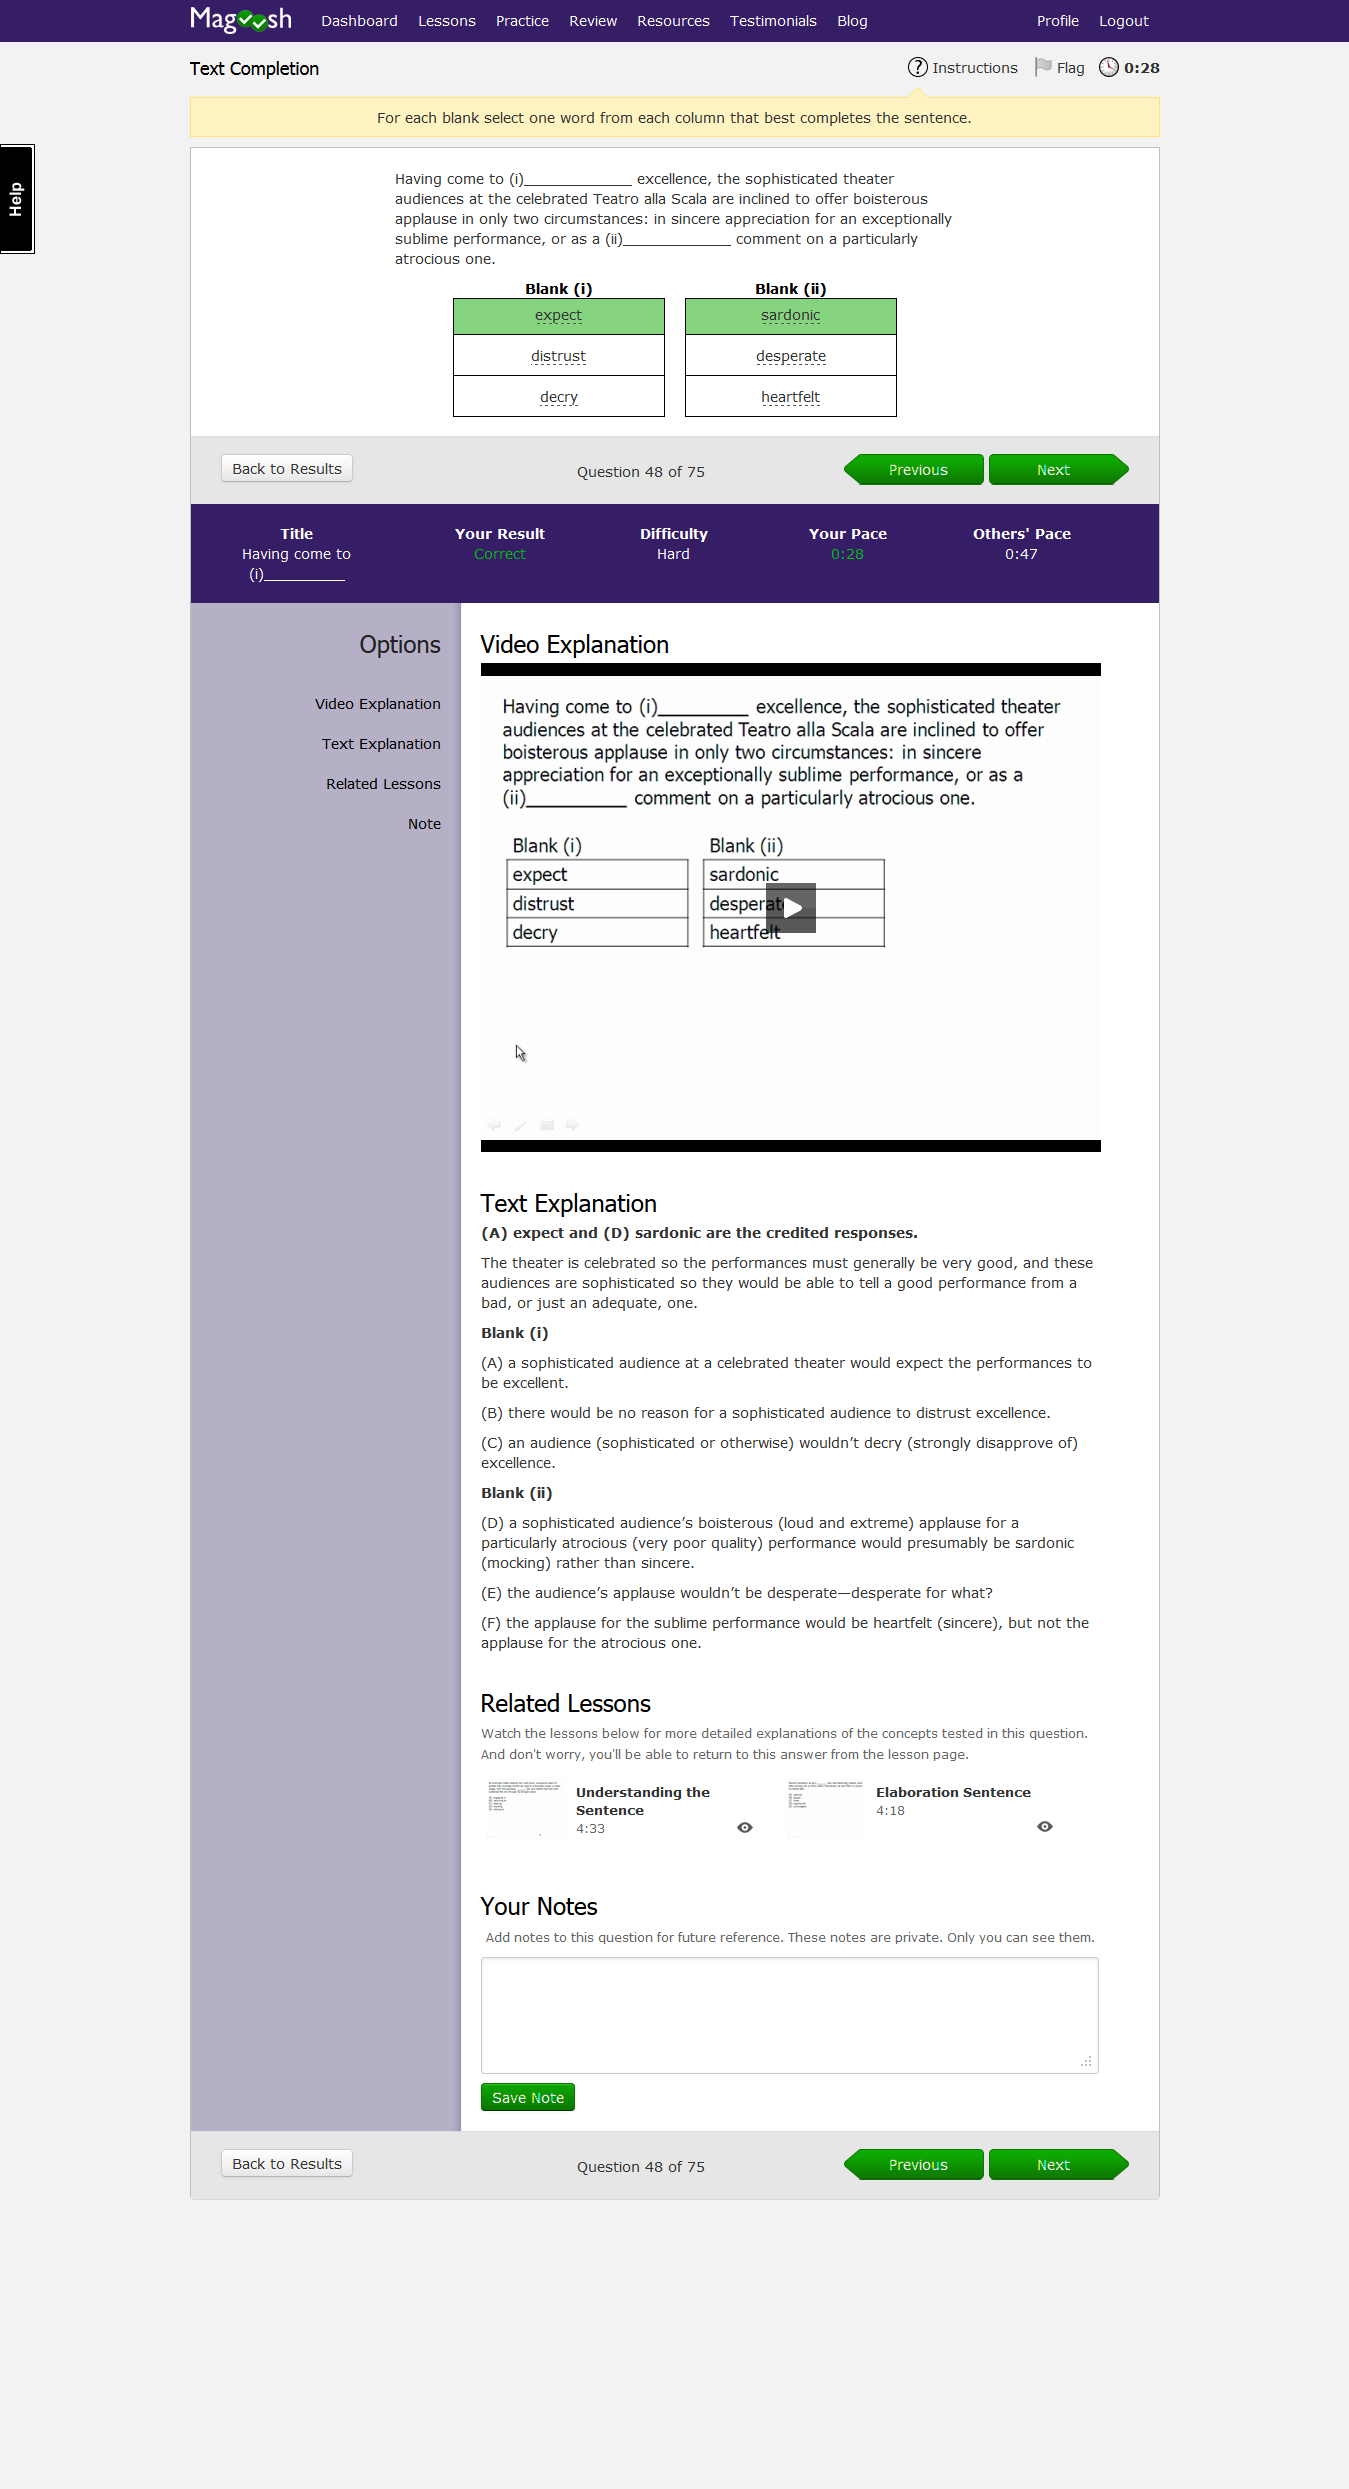 Magoosh Dashboard Lessons Practice Review Resources Testimonials Blog Profile Logout
Text Completion
? Instructions Flag 0:28
For each blank select one word from each column that best completes the sentence.
Help
Having come to (i)____________ excellence, the sophisticated theater
audiences at the celebrated Teatro alla Scala are inclined to offer boisterous
applause in only two circumstances: in sincere appreciation for an exceptionally
sublime performance, or as a (ii)____________ comment on a particularly
atrocious one.
Blank (i) Blank (ii)
expect sardonic
distrust desperate
decry heartfelt
Back to Results Question 48 of 75 Previous Next
Title Your Result Difficulty Your Pace Others' Pace
Having come to Correct Hard 0:28 0:47
(i)_________
Options
Video Explanation
Text Explanation
Related Lessons
Note
Video Explanation
Having come to (i)_________ excellence, the sophisticated theater
audiences at the celebrated Teatro alla Scala are inclined to offer
boisterous applause in only two circumstances: in sincere
appreciation for an exceptionally sublime performance, or as a
(ii)__________ comment on a particularly atrocious one.
Blank (i) Blank (ii)
expect sardonic
distrust desperate
decry heartfelt
Text Explanation
(A) expect and (D) sardonic are the credited responses.
The theater is celebrated so the performances must generally be very good, and these
audiences are sophisticated so they would be able to tell a good performance from a
bad, or just an adequate, one.
Blank (i)
(A) a sophisticated audience at a celebrated theater would expect the performances to
be excellent.
(B) there would be no reason for a sophisticated audience to distrust excellence.
(C) an audience (sophisticated or otherwise) wouldn’t decry (strongly disapprove of)
excellence.
Blank (ii)
(D) a sophisticated audience’s boisterous (loud and extreme) applause for a
particularly atrocious (very poor quality) performance would presumably be sardonic
(mocking) rather than sincere.
(E) the audience’s applause wouldn’t be desperate—desperate for what?
(F) the applause for the sublime performance would be heartfelt (sincere), but not the
applause for the atrocious one.
Related Lessons
Watch the lessons below for more detailed explanations of the concepts tested in this question.
And don't worry, you'll be able to return to this answer from the lesson page.
Understanding the
Sentence
4:33
Elaboration Sentence
4:18
Your Notes
Add notes to this question for future reference. These notes are private. Only you can see them.
Save Note
Back to Results Question 48 of 75 Previous Next